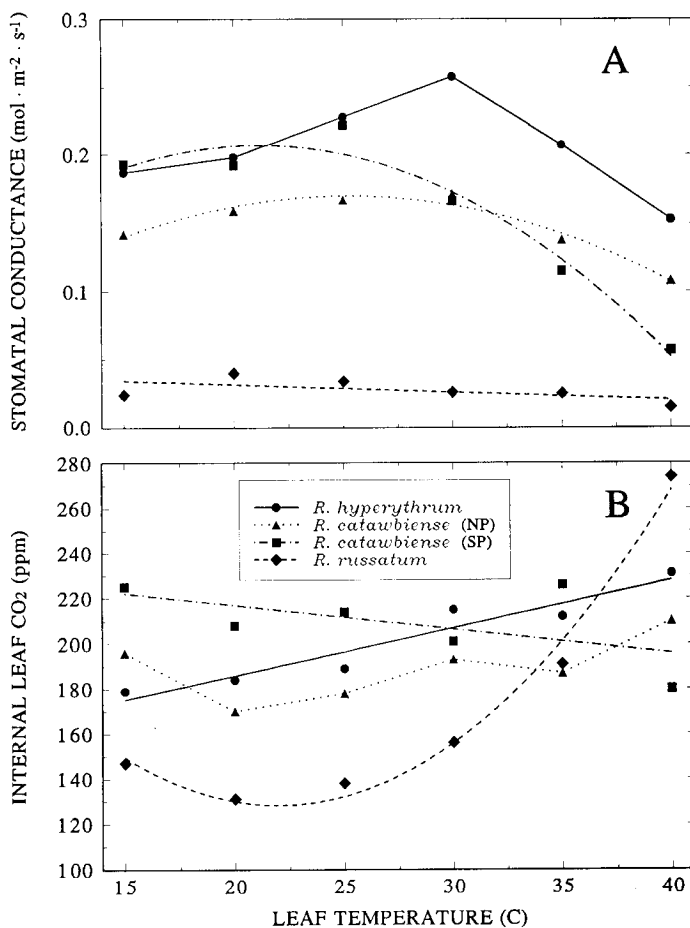 STOMATAL CONDUCTANCE (mol · m-2 · s-1)
0.3
0.2
0.1
0.0
A
INTERNAL LEAF CO2 (ppm)
280
260
240
220
200
180
160
140
120
100
B
R. hyperythrum
R. catawbiense (NP)
R. catawbiense (SP)
R. russatum
15 20 25 30 35 40
LEAF TEMPERATURE (C)